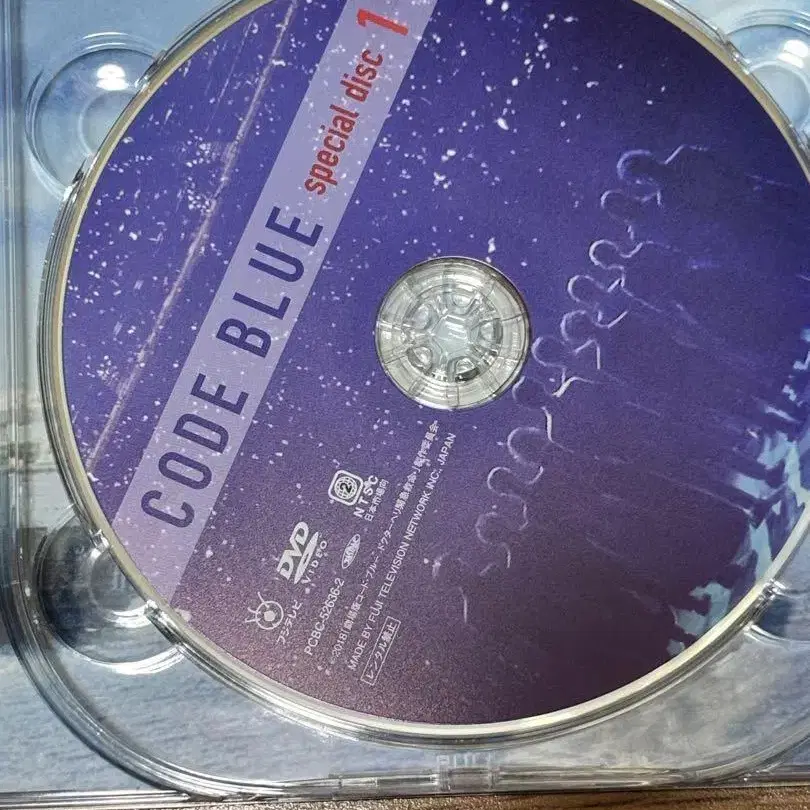 CODE BLUE special disc 1
2
NTSC
日本市場向
DVD
VIDEO
フジテレビ
PCBC-52636-2
©2018「劇場版コード・ブルー ドクターヘリ緊急救命-」製作委員会
MADE BY FUJI TELEVISION NETWORK, INC., JAPAN
レンタル禁止